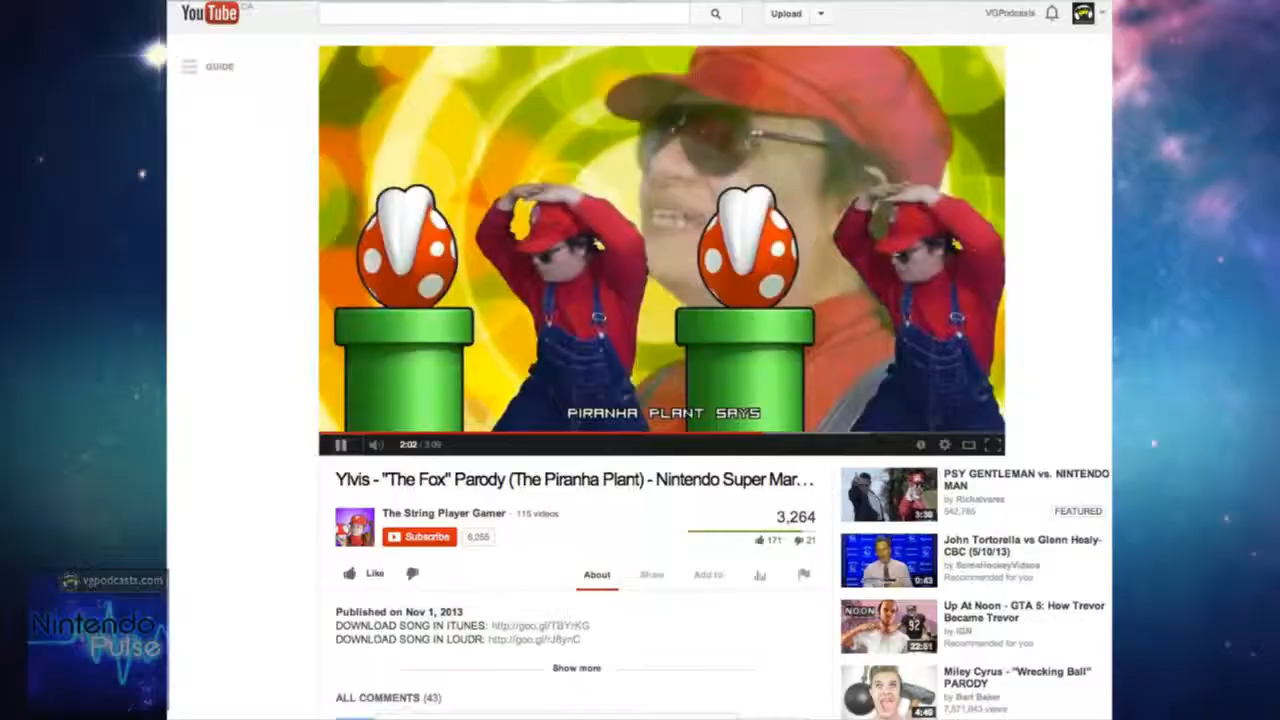 YouTube CA
Upload
VGPodcasts
GUIDE
PIRANHA PLANT SAYS
2:02 / 3:09
Ylvis - "The Fox" Parody (The Piranha Plant) - Nintendo Super Mar...
The String Player Gamer · 115 videos
Subscribe 6,255
3,264
171 21
Like
About Share Add to
Published on Nov 1, 2013
DOWNLOAD SONG IN ITUNES: http://goo.gl/TBYrKG
DOWNLOAD SONG IN LOUDR: http://goo.gl/rJ8ynC
Show more
ALL COMMENTS (43)
PSY GENTLEMAN vs. NINTENDO MAN
by Rickalvarez
542,785
FEATURED
3:39
John Tortorella vs Glenn Healy-
CBC (5/10/13)
by SomeHockeyVideos
Recommended for you
0:43
Up At Noon - GTA 5: How Trevor
Became Trevor
by IGN
Recommended for you
NOON
92
22:51
Miley Cyrus - "Wrecking Ball"
PARODY
by Bart Baker
7,571,843 views
4:49
vgpodcasts.com
Nintendo
Pulse